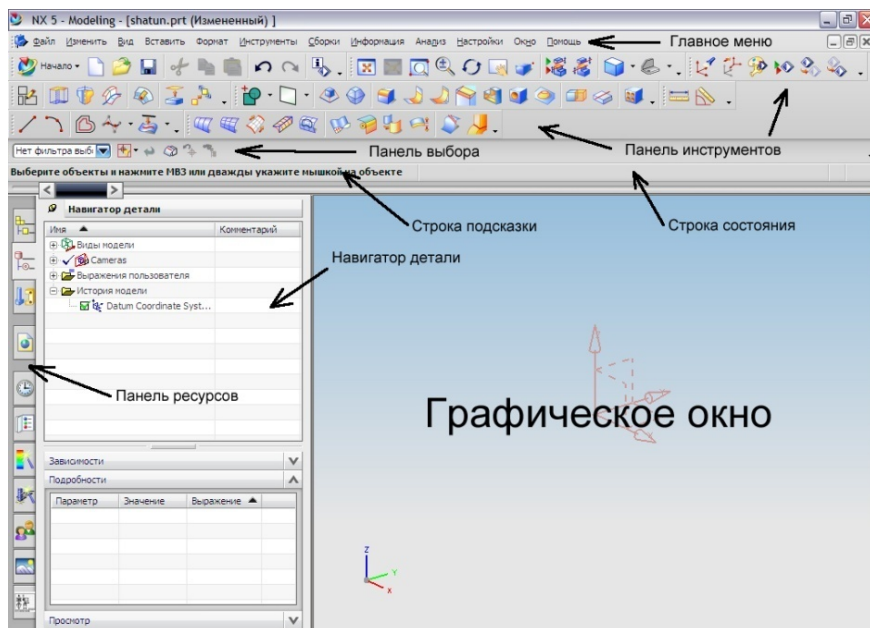 NX 5 - Modeling - [shatun.prt (Измененный) ]
Файл Изменить Вид Вставить Формат Инструменты Сборки Информация Анализ Настройки Окно Помощь
Главное меню
Начало
Нет фильтра выб
Панель выбора
Панель инструментов
Выберите объекты и нажмите МВ3 или дважды укажите мышкой на объекте
Навигатор детали
Строка подсказки
Строка состояния
Имя Комментарий
Виды модели
Cameras
Выражения пользователя
История модели
Datum Coordinate Syst...
Навигатор детали
Панель ресурсов
Графическое окно
Зависимости
Подробности
Параметр Значение Выражение
Z
Y
X
Просмотр